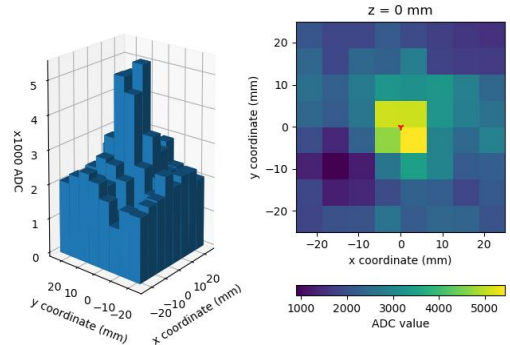 z = 0 mm
5
4
3
2
1
0
x1000 ADC
20 10 0 -10 -20
y coordinate (mm)
-20 -10 0 10 20
x coordinate (mm)
20
10
0
-10
-20
y coordinate (mm)
-20 -10 0 10 20
x coordinate (mm)
1000 2000 3000 4000 5000
ADC value